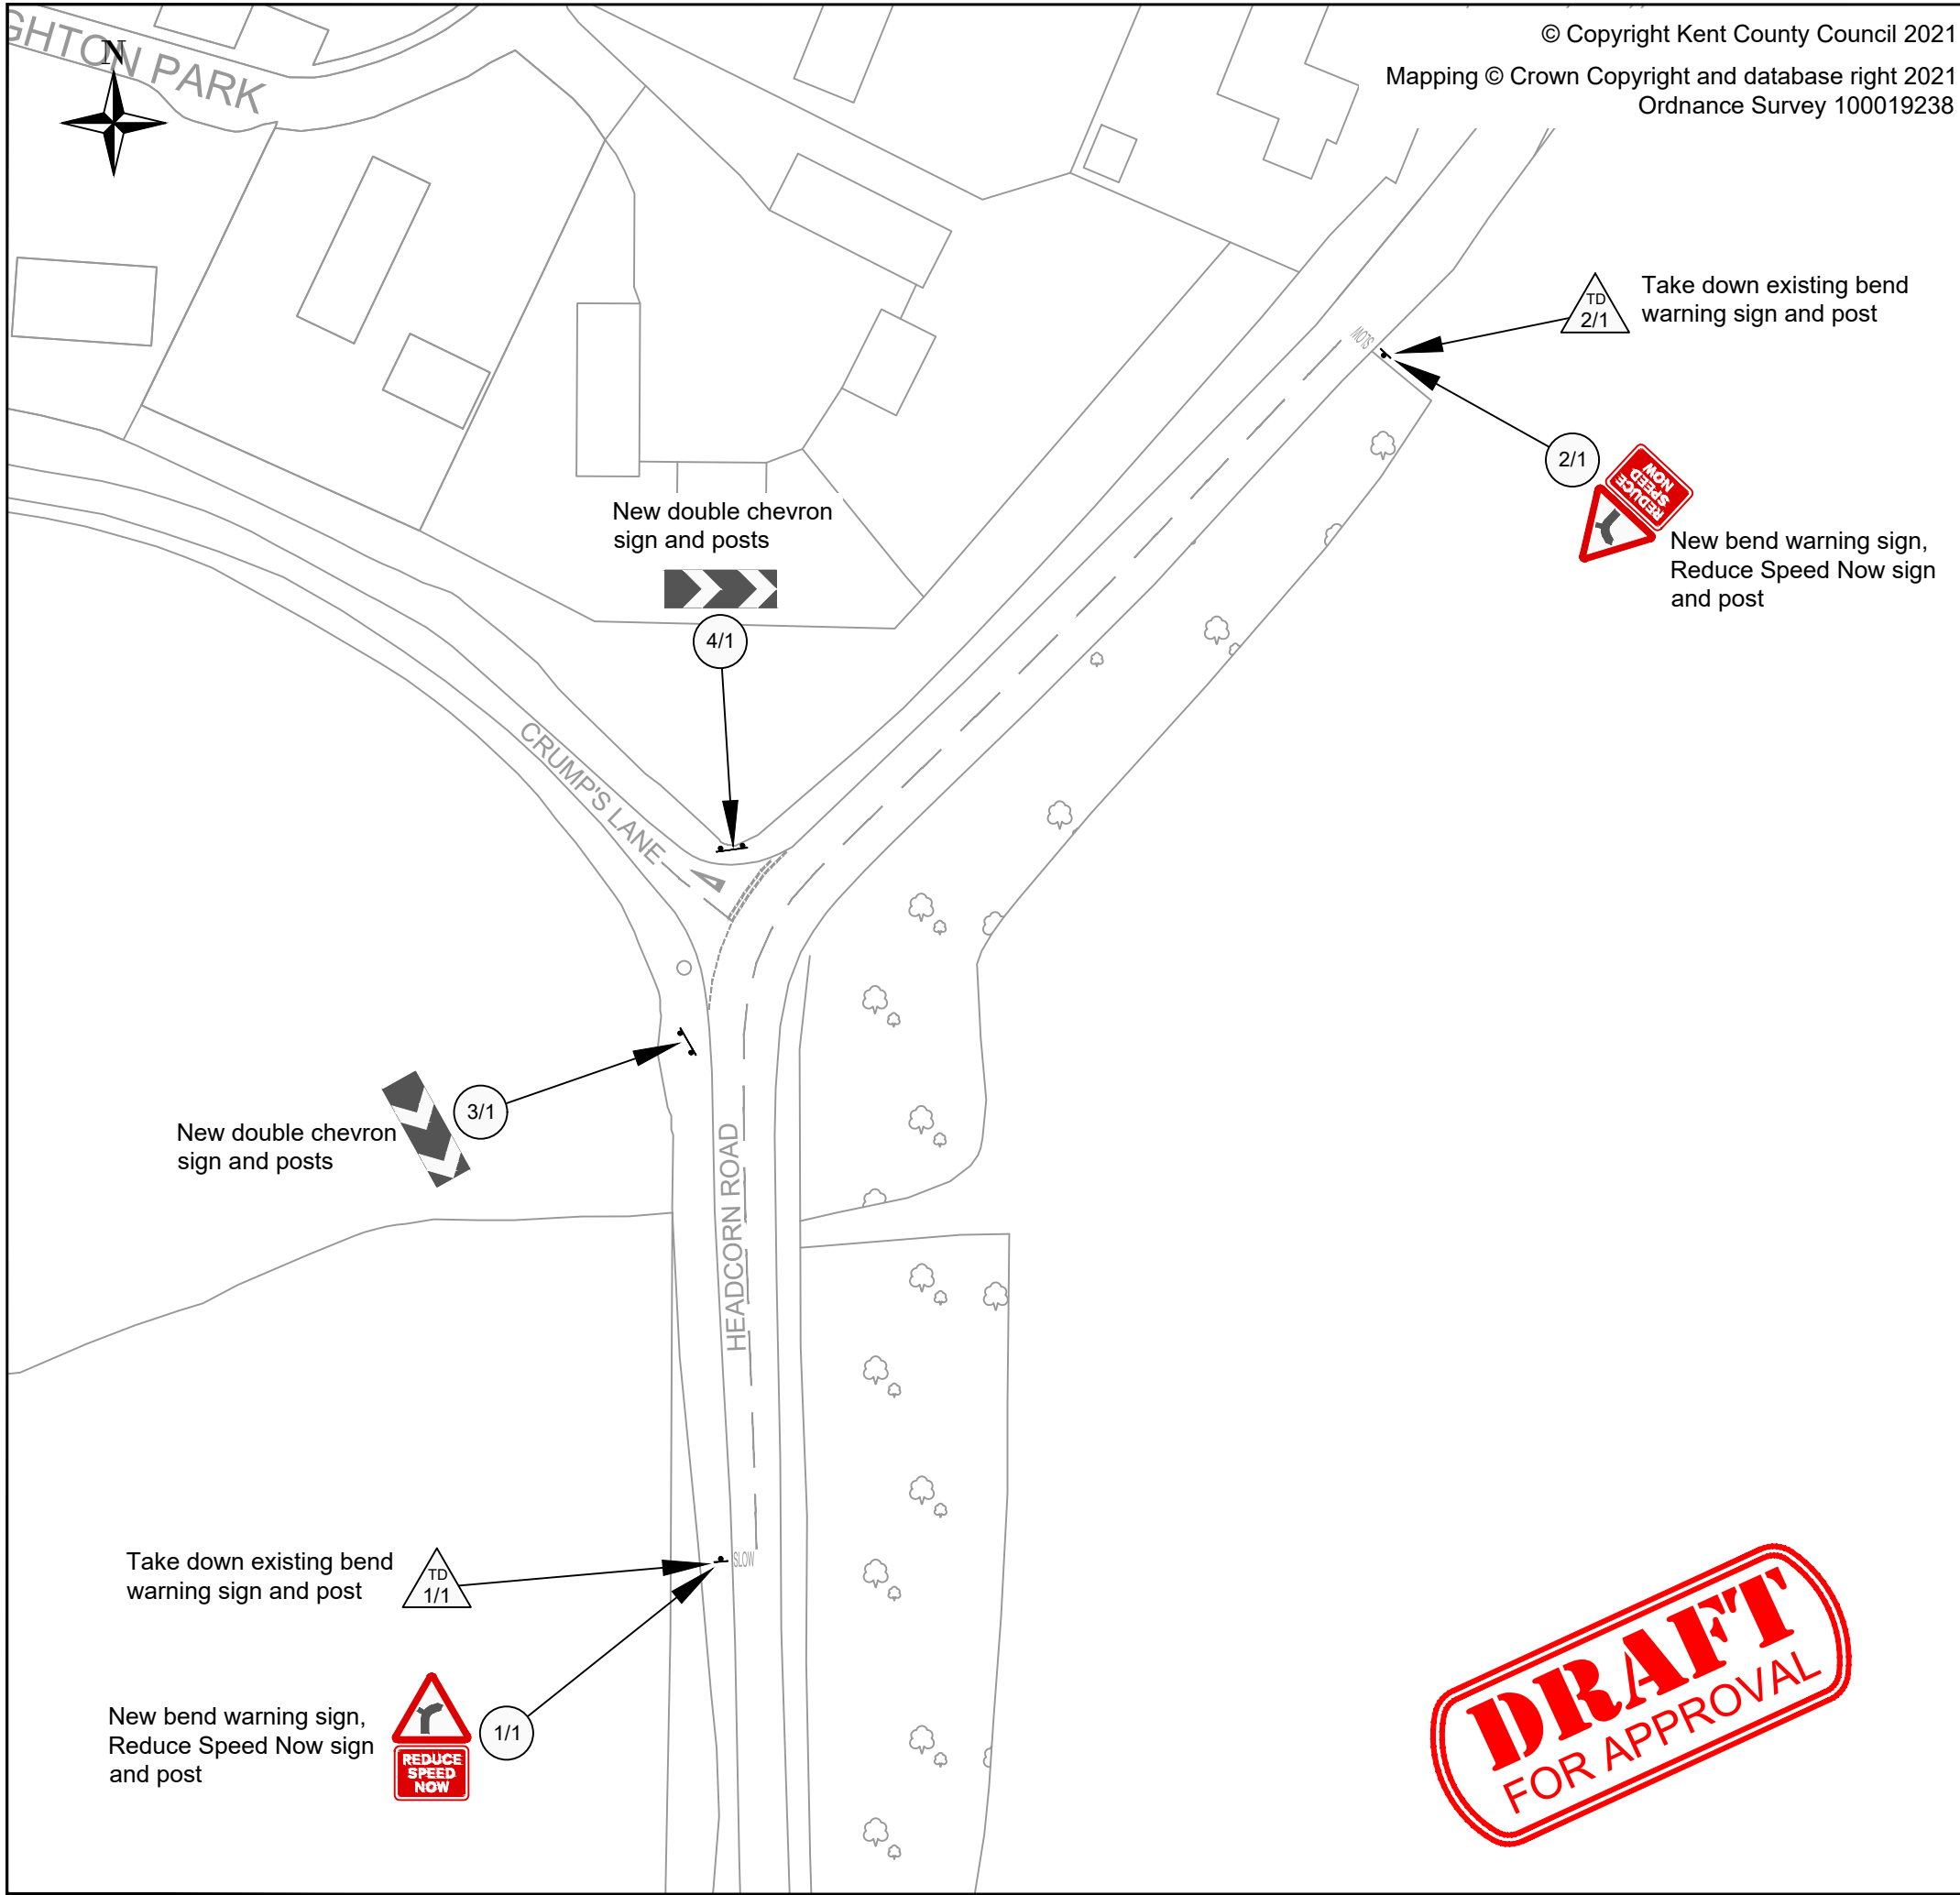 © Copyright Kent County Council 2021
Mapping © Crown Copyright and database right 2021
Ordnance Survey 100019238
GHTON PARK
N
TD
2/1
Take down existing bend
warning sign and post
SLOW
2/1
REDUCE
SPEED
NOW
New bend warning sign,
Reduce Speed Now sign
and post
New double chevron
sign and posts
4/1
CRUMP'S LANE
3/1
New double chevron
sign and posts
HEADCORN ROAD
Take down existing bend
warning sign and post
TD
1/1
SLOW
New bend warning sign,
Reduce Speed Now sign
and post
REDUCE
SPEED
NOW
1/1
DRAFT
FOR APPROVAL